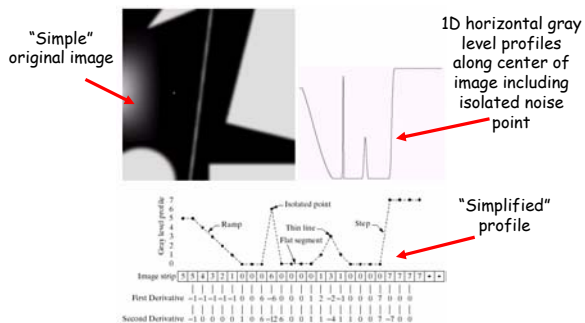 “Simple”
original image
1D horizontal gray
level profiles
along center of
image including
isolated noise
point
“Simplified”
profile
Gray level profile
7
6
5
4
3
2
1
0
Isolated point
Ramp
Thin line
Flat segment
Step
Image strip 5 5 4 3 2 1 0 0 0 6 0 0 0 0 1 3 1 0 0 0 0 7 7 7 7 • •
First Derivative −1 −1 −1 −1 −1 0 0 6 −6 0 0 0 1 2 −2 −1 0 0 0 7 0 0 0
Second Derivative −1 0 0 0 0 1 0 6 −12 6 0 0 1 1 −4 1 1 0 0 7 −7 0 0